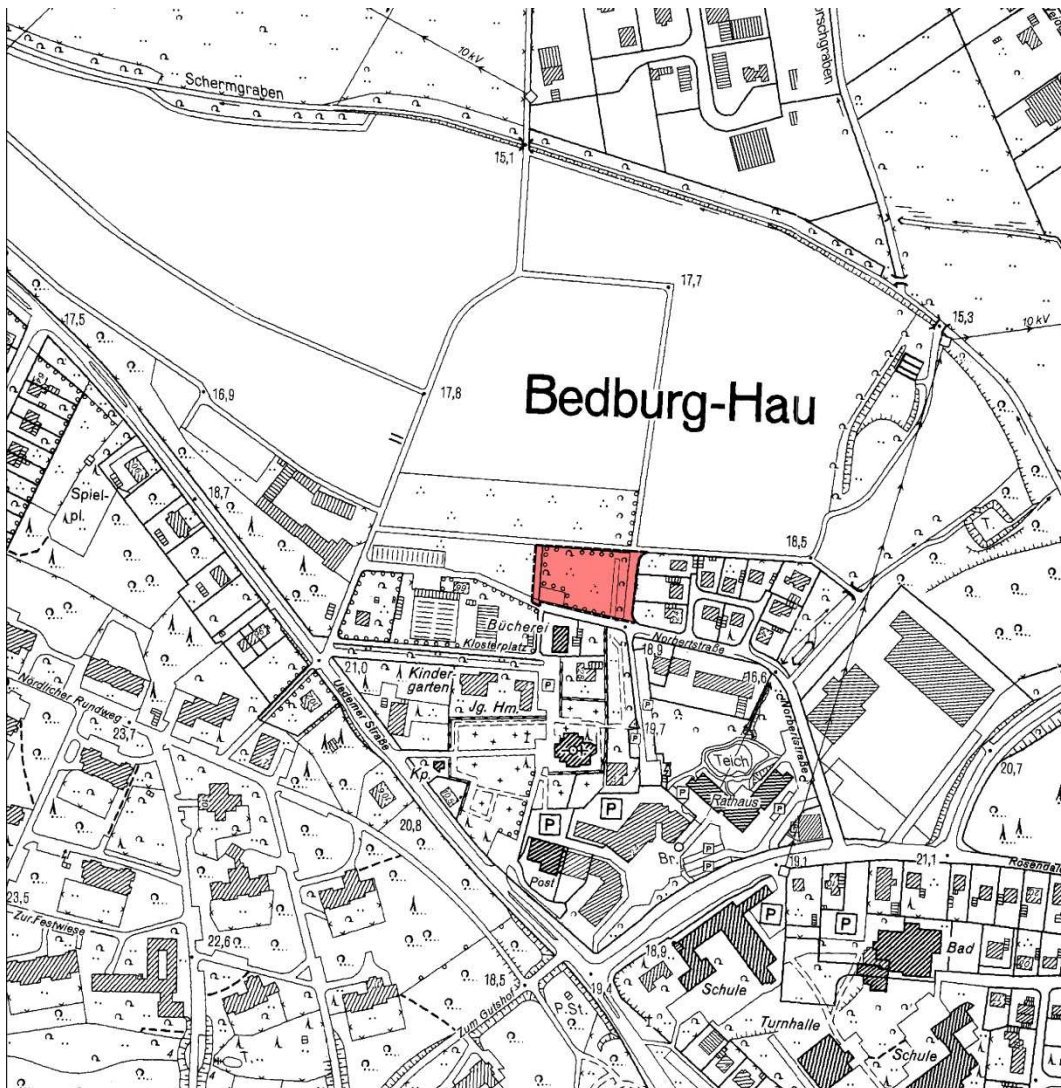 10 kV
Schermgraben
15,1
17,7
15,3
10 kV
17,5
16,9
17,8
Bedburg-Hau
Spiel-
pl.
18,7
18,5
T.
Bücherei
Klosterplatz
Norbertstraße
18,9
21,0
Kinder-
garten
P
16,6
Nördlicher Rundweg
Jg. Hm.
Uedemer Straße
P
23,7
19,7
P
Norbertstraße
Teich
20,7
Kp.
P
P
Rathaus
P
20,8
P
Br.
P
P
19,1
21,1
Post
23,5
P
P
Zur Festwiese
Bad
22,6
18,9
18,5
19,4
Schule
Zum Gutshof
P.St.
Turnhalle
Schule